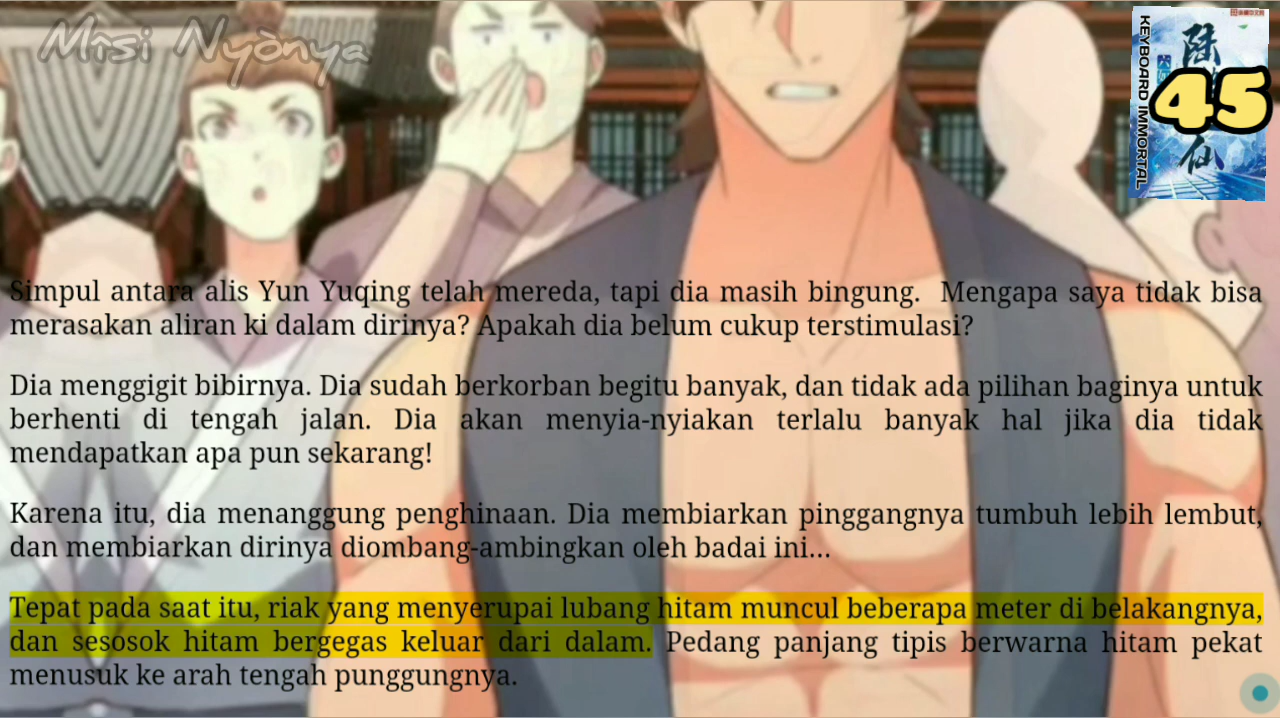 Mîsi Nyònya
KEYBOARD IMMORTAL
45
陆
仙
Simpul antara alis Yun Yuqing telah mereda, tapi dia masih bingung. Mengapa saya tidak bisa
merasakan aliran ki dalam dirinya? Apakah dia belum cukup terstimulasi?
Dia menggigit bibirnya. Dia sudah berkorban begitu banyak, dan tidak ada pilihan baginya untuk
berhenti di tengah jalan. Dia akan menyia-nyiakan terlalu banyak hal jika dia tidak
mendapatkan apa pun sekarang!
Karena itu, dia menanggung penghinaan. Dia membiarkan pinggangnya tumbuh lebih lembut,
dan membiarkan dirinya diombang-ambingkan oleh badai ini...
Tepat pada saat itu, riak yang menyerupai lubang hitam muncul beberapa meter di belakangnya,
dan sesosok hitam bergegas keluar dari dalam. Pedang panjang tipis berwarna hitam pekat
menusuk ke arah tengah punggungnya.